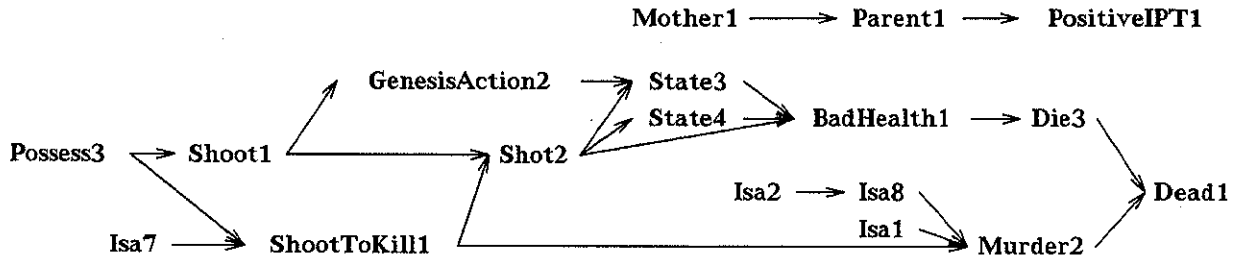 Mother1 Parent1 PositiveIPT1
GenesisAction2 State3
State4 BadHealth1 Die3
Possess3 Shoot1 Shot2
Isa2 Isa8 Dead1
Isa1
Isa7 ShootToKill1 Murder2